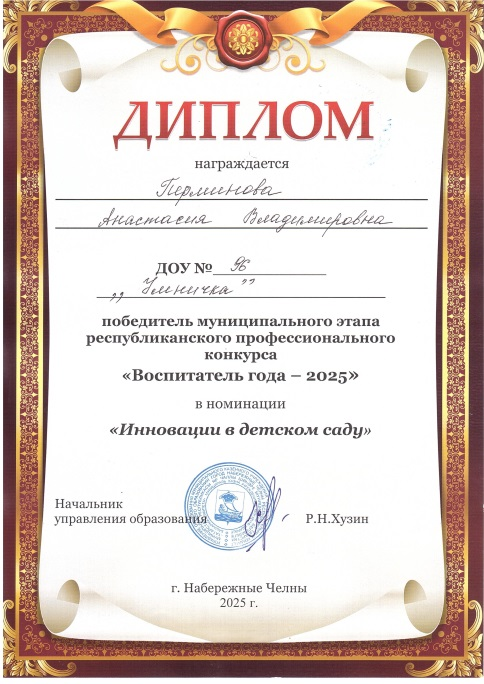 ДИПЛОМ
награждается
Перминова
Анастасия Владимировна
ДОУ № 96
„Умничка”
победитель муниципального этапа
республиканского профессионального
конкурса
«Воспитатель года – 2025»
в номинации
«Инновации в детском саду»
Начальник
управления образования Р.Н.Хузин
г. Набережные Челны
2025 г.